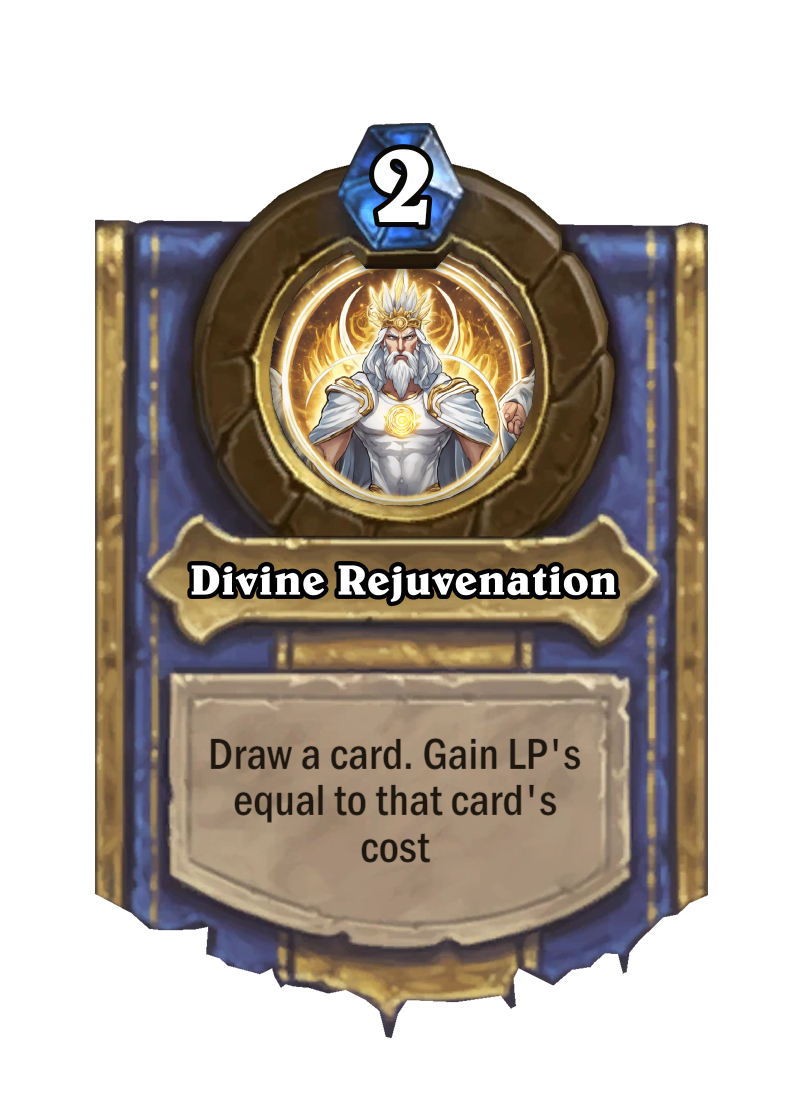 2
Divine Rejuvenation
Draw a card. Gain LP's
equal to that card's
cost